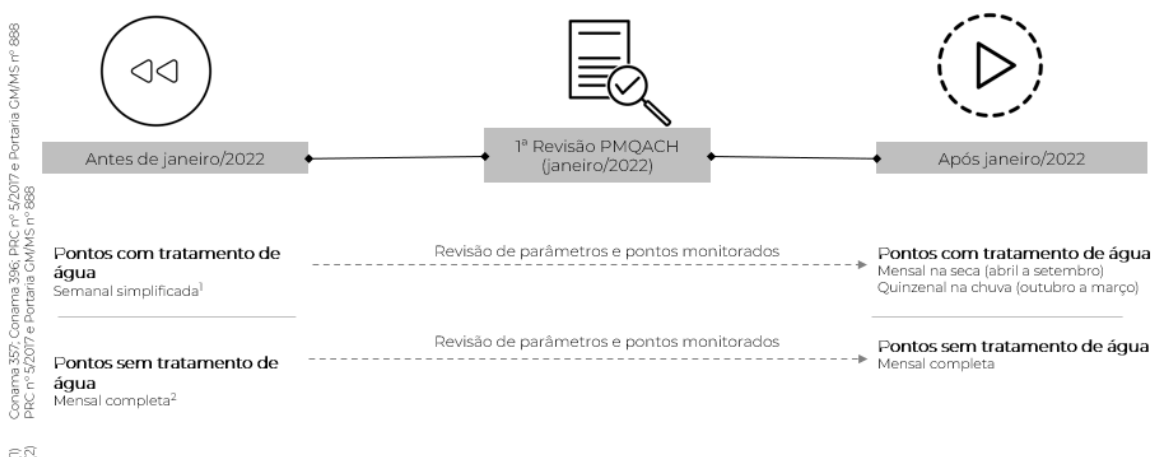 Antes de janeiro/2022
1ª Revisão PMQACH
(janeiro/2022)
Após janeiro/2022
Pontos com tratamento de
água
Semanal simplificada¹
Revisão de parâmetros e pontos monitorados
Pontos com tratamento de água
Mensal na seca (abril a setembro)
Quinzenal na chuva (outubro a março)
Pontos sem tratamento de
água
Mensal completa²
Revisão de parâmetros e pontos monitorados
Pontos sem tratamento de água
Mensal completa
(1) Conama 357; Conama 396; PRC nº 5/2017 e Portaria GM/MS nº 888
(2) PRC nº 5/2017 e Portaria GM/MS nº 888